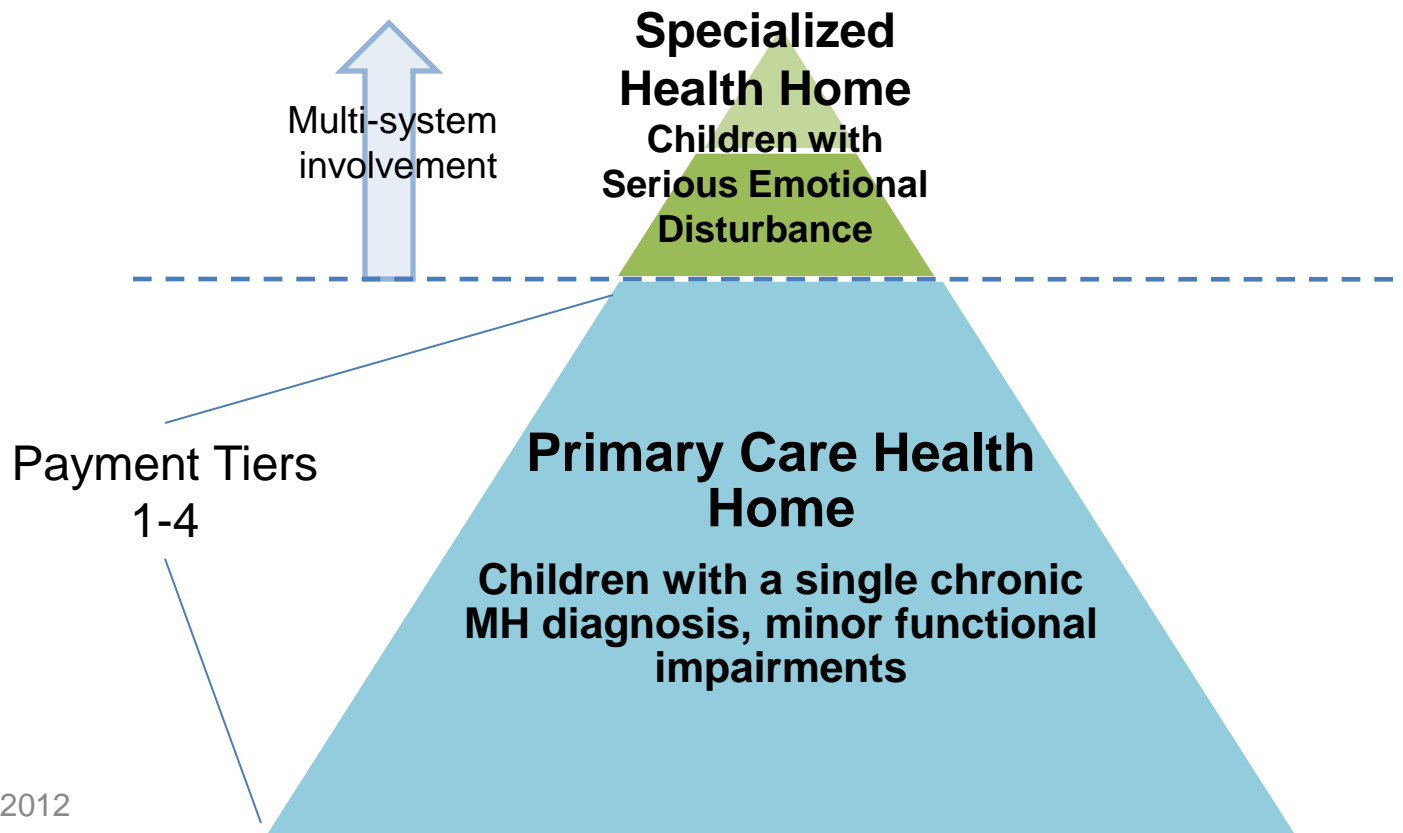 Specialized
Health Home
Children with
Serious Emotional
Disturbance
Multi-system
involvement
Payment Tiers
1-4
Primary Care Health
Home
Children with a single chronic
MH diagnosis, minor functional
impairments
2012